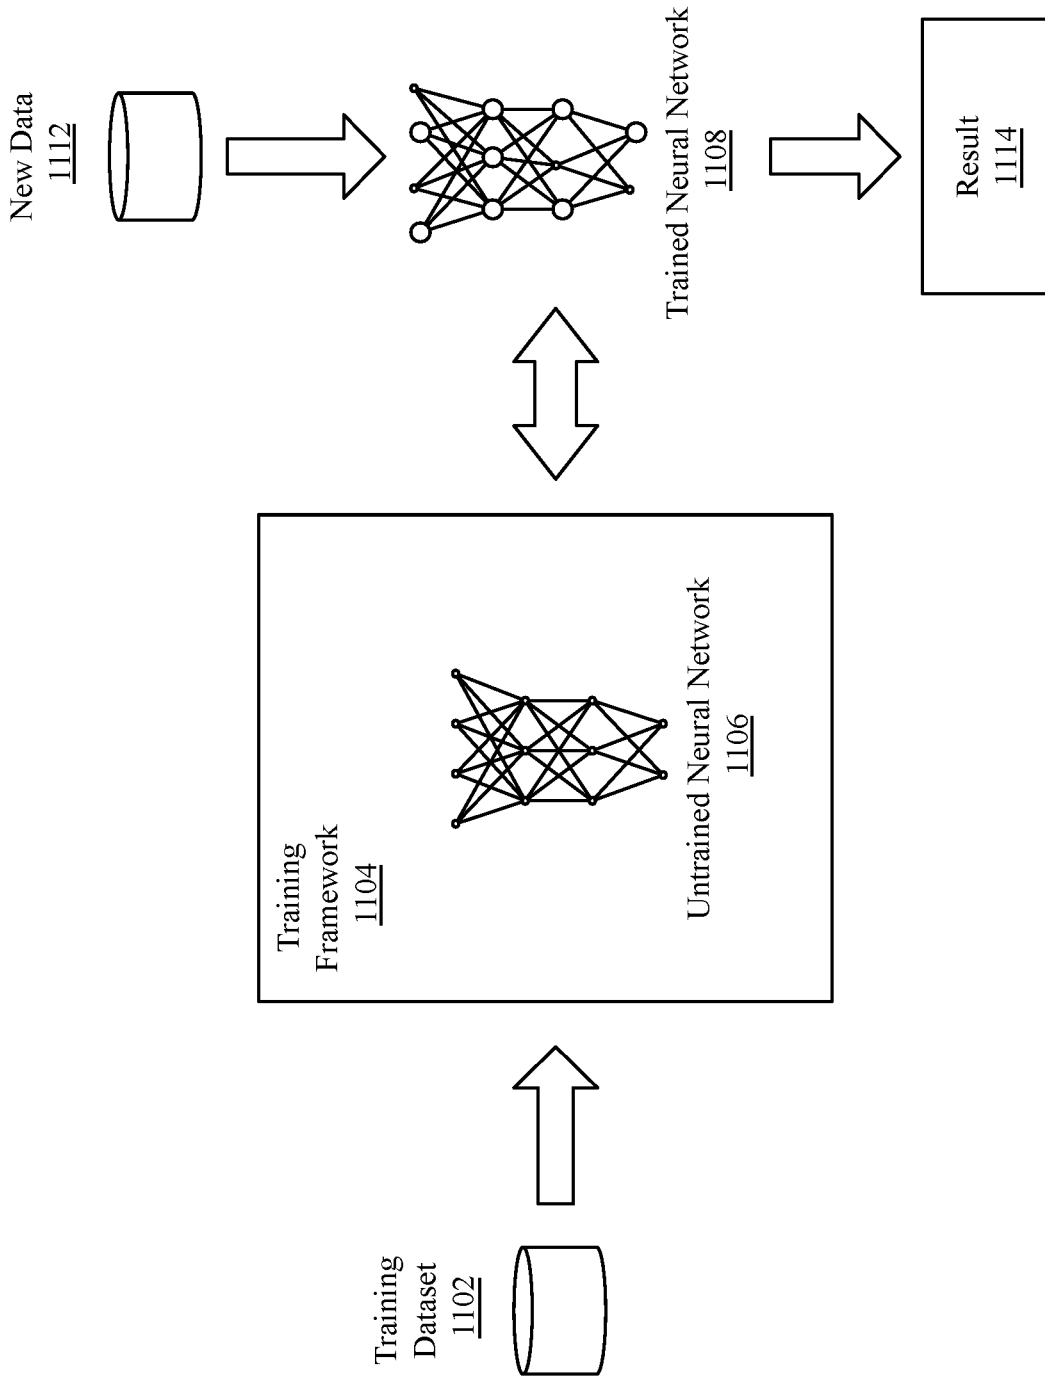 Training
Dataset
1102
Training
Framework
1104
Untrained Neural Network
1106
New Data
1112
Trained Neural Network
1108
Result
1114